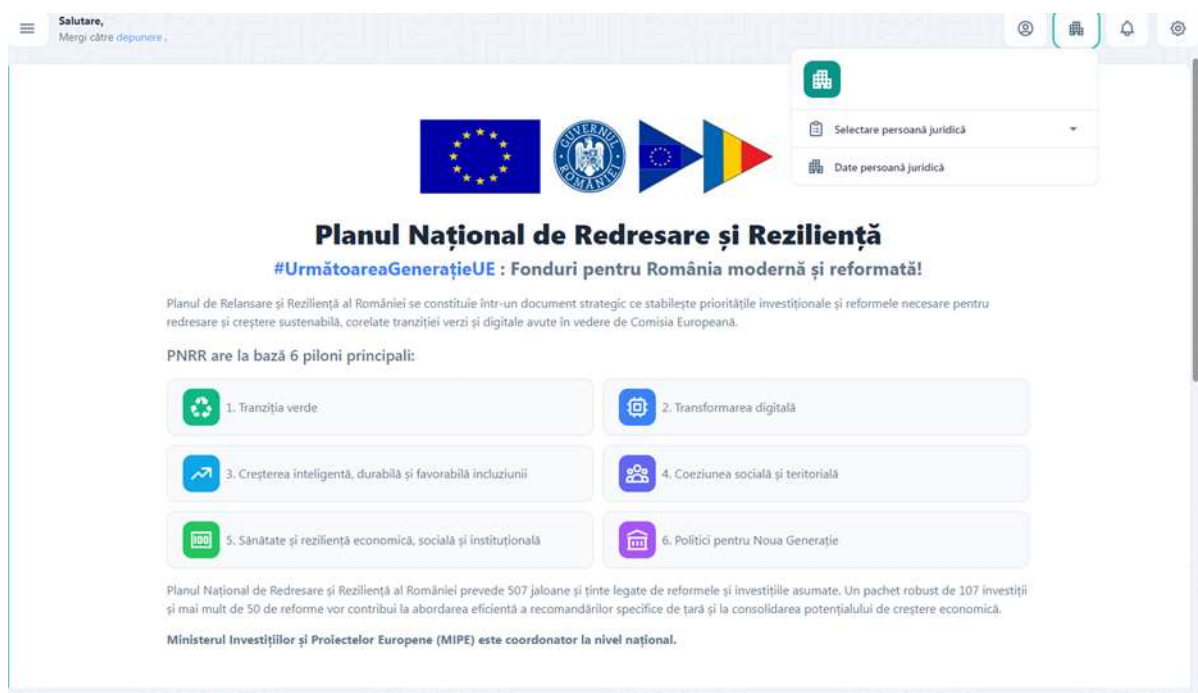 Salutare,
Mergi către depunere .
Selectare persoană juridică
Date persoană juridică
GUVERNUL ROMÂNIEI
Planul Național de Redresare și Reziliență
#UrmătoareaGenerațieUE : Fonduri pentru România modernă și reformată!
Planul de Relansare și Reziliență al României se constituie într-un document strategic ce stabilește prioritățile investiționale și reformele necesare pentru
redresare și creștere sustenabilă, corelate tranziției verzi și digitale avute în vedere de Comisia Europeană.
PNRR are la bază 6 piloni principali:
1. Tranziția verde
2. Transformarea digitală
3. Creșterea inteligentă, durabilă și favorabilă incluziunii
4. Coeziunea socială și teritorială
5. Sănătate și reziliență economică, socială și instituțională
6. Politici pentru Noua Generație
Planul Național de Redresare și Reziliență al României prevede 507 jaloane și ținte legate de reformele și investițiile asumate. Un pachet robust de 107 investiții
și mai mult de 50 de reforme vor contribui la abordarea eficientă a recomandărilor specifice de țară și la consolidarea potențialului de creștere economică.
Ministerul Investițiilor și Proiectelor Europene (MIPE) este coordonator la nivel național.